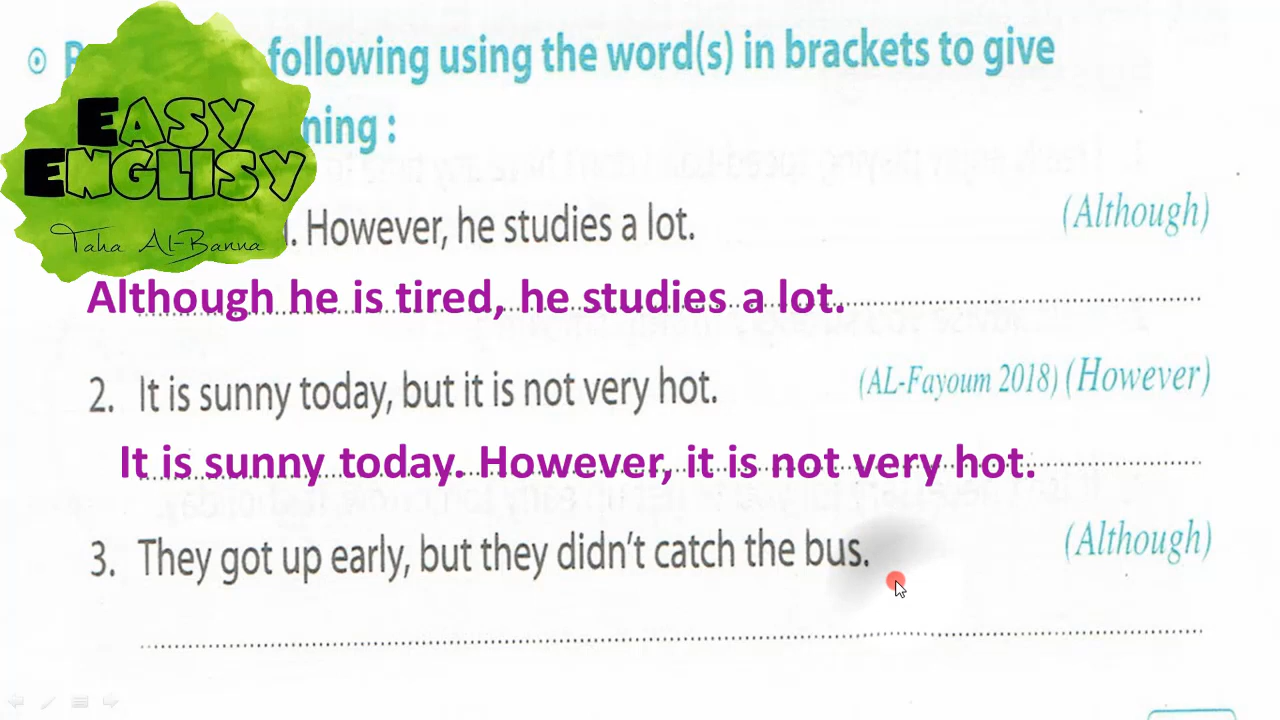 following using the word(s) in brackets to give
EASY
ENGLISY
Taha Al-Banna
. However, he studies a lot. (Although)
Although he is tired, he studies a lot.
2. It is sunny today, but it is not very hot. (AL-Fayoum 2018) (However)
It is sunny today. However, it is not very hot.
3. They got up early, but they didn't catch the bus. (Although)